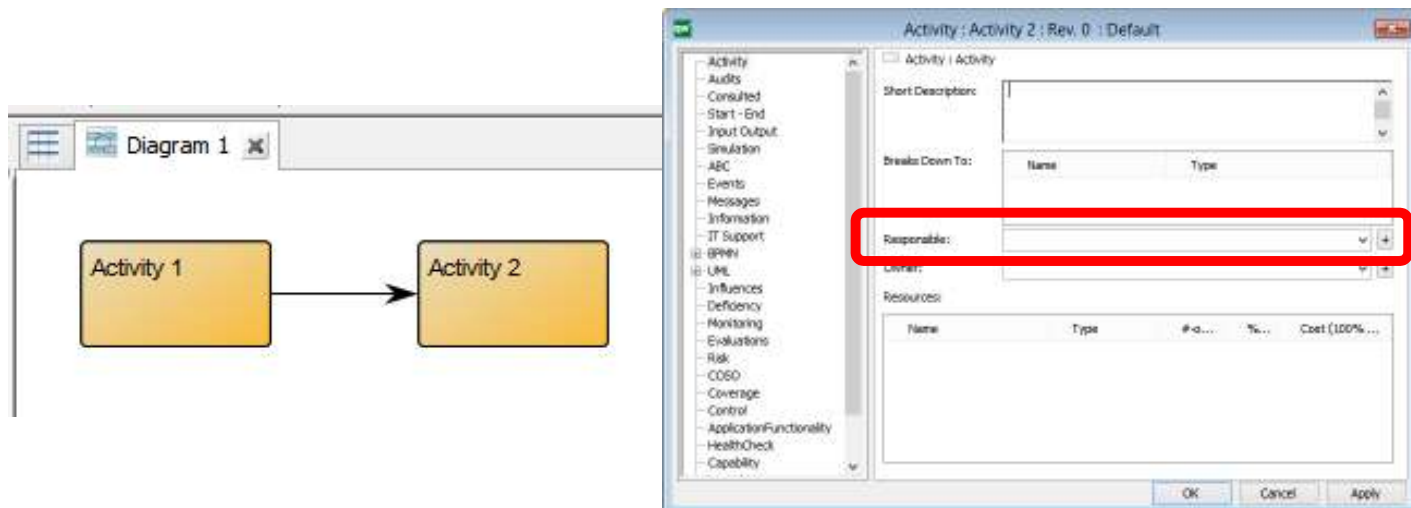 Diagram 1
Activity 1
Activity 2
Activity : Activity 2 : Rev. 0 : Default
Activity
Audits
Consulted
Start - End
Input Output
Simulation
ABC
Events
Messages
Information
IT Support
BPMN
UML
Influences
Deficiency
Monitoring
Evaluations
Risk
COSO
Coverage
Control
ApplicationFunctionality
HealthCheck
Capability
Activity : Activity
Short Description:
Breaks Down To:
Name Type
Responsible:
Owner:
Resources:
Name Type #-o... %... Cost (100% ...
OK Cancel Apply